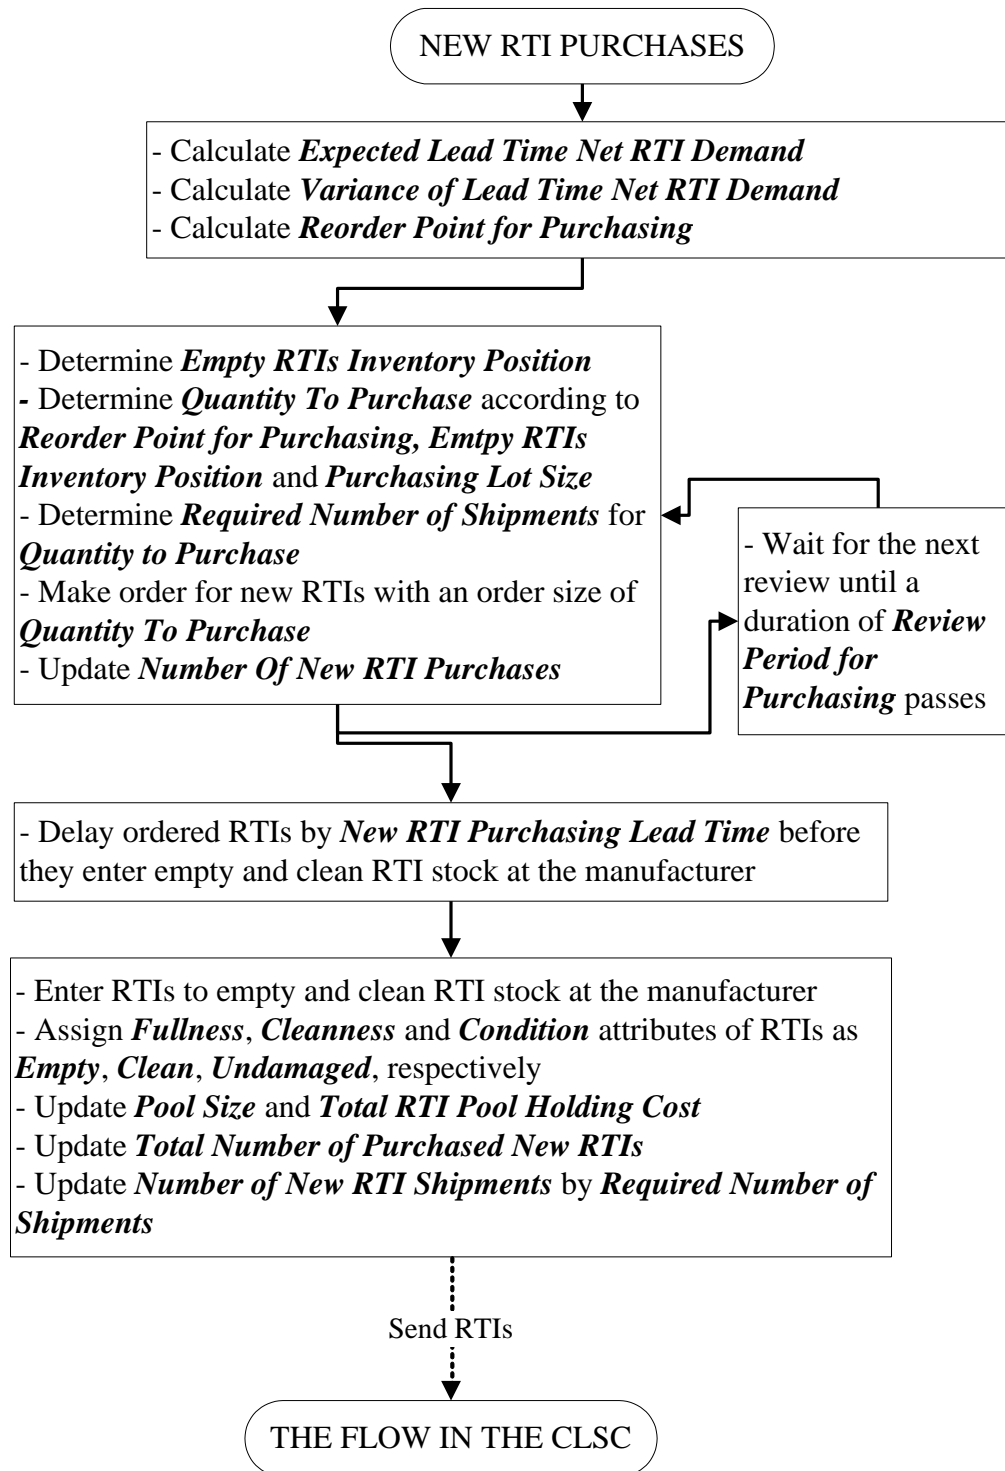 NEW RTI PURCHASES
- Calculate Expected Lead Time Net RTI Demand
- Calculate Variance of Lead Time Net RTI Demand
- Calculate Reorder Point for Purchasing
- Determine Empty RTIs Inventory Position
- Determine Quantity To Purchase according to
Reorder Point for Purchasing, Emtpy RTIs
Inventory Position and Purchasing Lot Size
- Determine Required Number of Shipments for
Quantity to Purchase
- Make order for new RTIs with an order size of
Quantity To Purchase
- Update Number Of New RTI Purchases
- Wait for the next
review until a
duration of Review
Period for
Purchasing passes
- Delay ordered RTIs by New RTI Purchasing Lead Time before
they enter empty and clean RTI stock at the manufacturer
- Enter RTIs to empty and clean RTI stock at the manufacturer
- Assign Fullness, Cleanness and Condition attributes of RTIs as
Empty, Clean, Undamaged, respectively
- Update Pool Size and Total RTI Pool Holding Cost
- Update Total Number of Purchased New RTIs
- Update Number of New RTI Shipments by Required Number of
Shipments
Send RTIs
THE FLOW IN THE CLSC